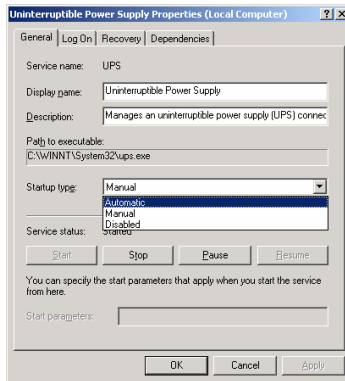 Uninterruptible Power Supply Properties (Local Computer)
General Log On Recovery Dependencies
Service name: UPS
Display name: Uninterruptible Power Supply
Description: Manages an uninterruptible power supply (UPS) connec
Path to executable:
C:\WINNT\System32\ups.exe
Startup type: Manual
Automatic
Manual
Disabled
Service status: Started
Start Stop Pause Resume
You can specify the start parameters that apply when you start the service
from here.
Start parameters:
OK Cancel Apply